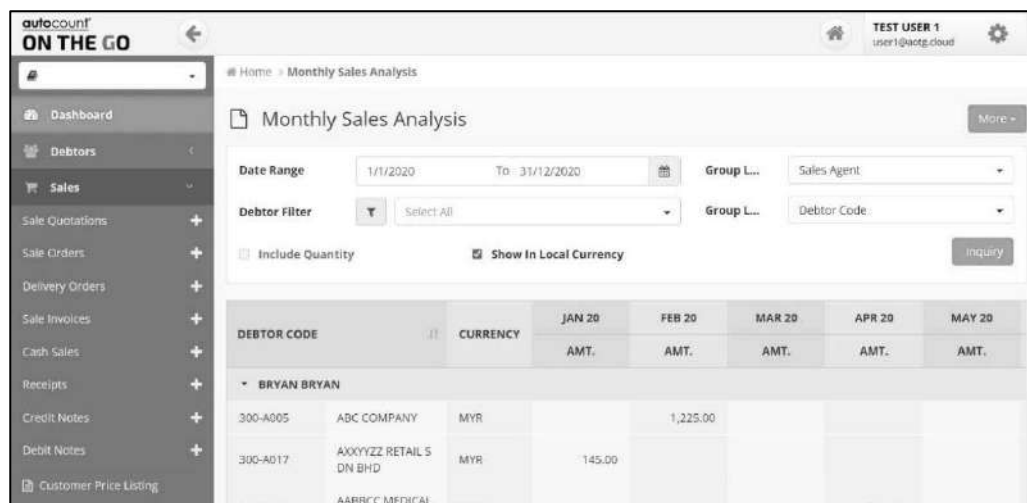 autocount
ON THE GO
TEST USER 1
user1@aotg.cloud
Home > Monthly Sales Analysis
Dashboard
Debtors
Sales
Sale Quotations
Sale Orders
Delivery Orders
Sale Invoices
Cash Sales
Receipts
Credit Notes
Debit Notes
Customer Price Listing
Monthly Sales Analysis
More
Date Range 1/1/2020 To 31/12/2020 Group L... Sales Agent
Debtor Filter Select All Group L... Debtor Code
Include Quantity Show In Local Currency Inquiry
JAN 20 FEB 20 MAR 20 APR 20 MAY 20
DEBTOR CODE CURRENCY
AMT. AMT. AMT. AMT. AMT.
BRYAN BRYAN
300-A005 ABC COMPANY MYR 1,225.00
AXXYYZZ RETAIL S
300-A017 MYR 145.00
DN BHD
AABBCC MEDICAL